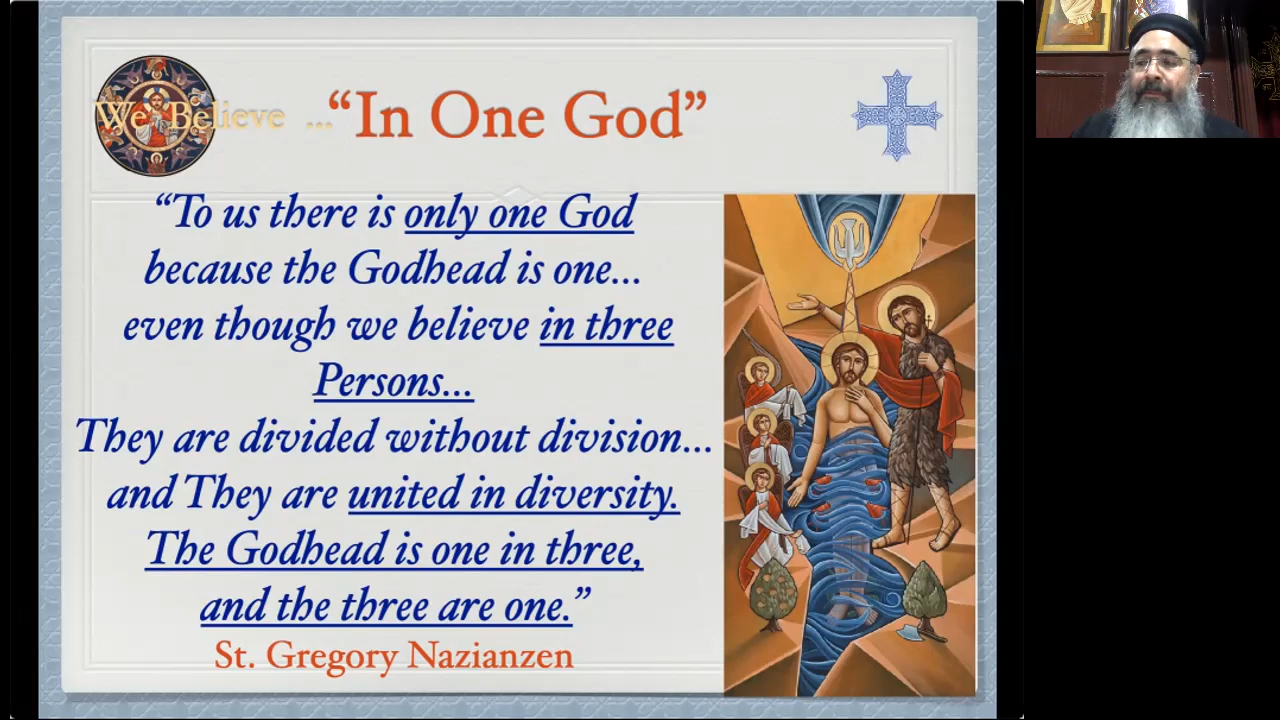 We Believe ...“In One God”
“To us there is only one God
because the Godhead is one...
even though we believe in three
Persons...
They are divided without division...
and They are united in diversity.
The Godhead is one in three,
and the three are one.”
St. Gregory Nazianzen